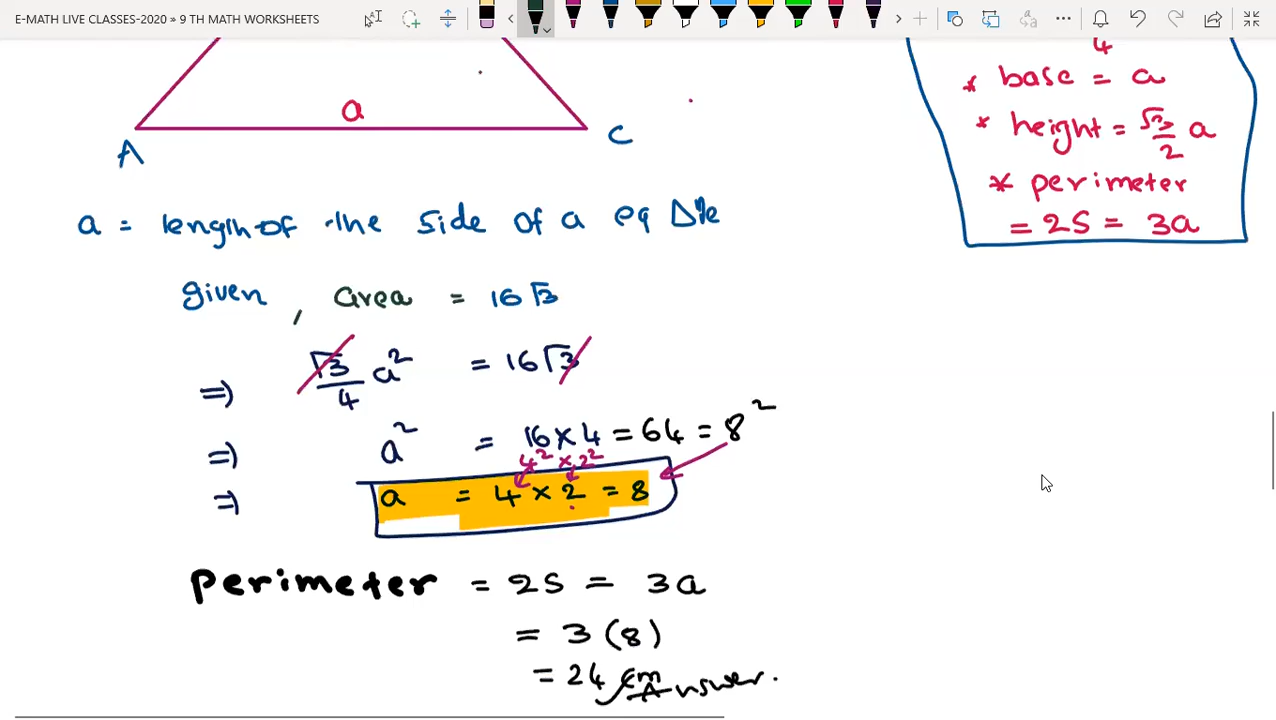 E-MATH LIVE CLASSES-2020 » 9 TH MATH WORKSHEETS
a
A
C
4
* base = a
* height = √3/2 a
* perimeter
= 2S = 3a
a = length of the side of a eq Δle
given, area = 16√3
⇒ √3/4 a² = 16√3
⇒ a² = 16×4 = 64 = 8²
4² × 2²
⇒ a = 4 × 2 = 8
Perimeter = 2S = 3a
= 3 (8)
= 24 cm Answer.